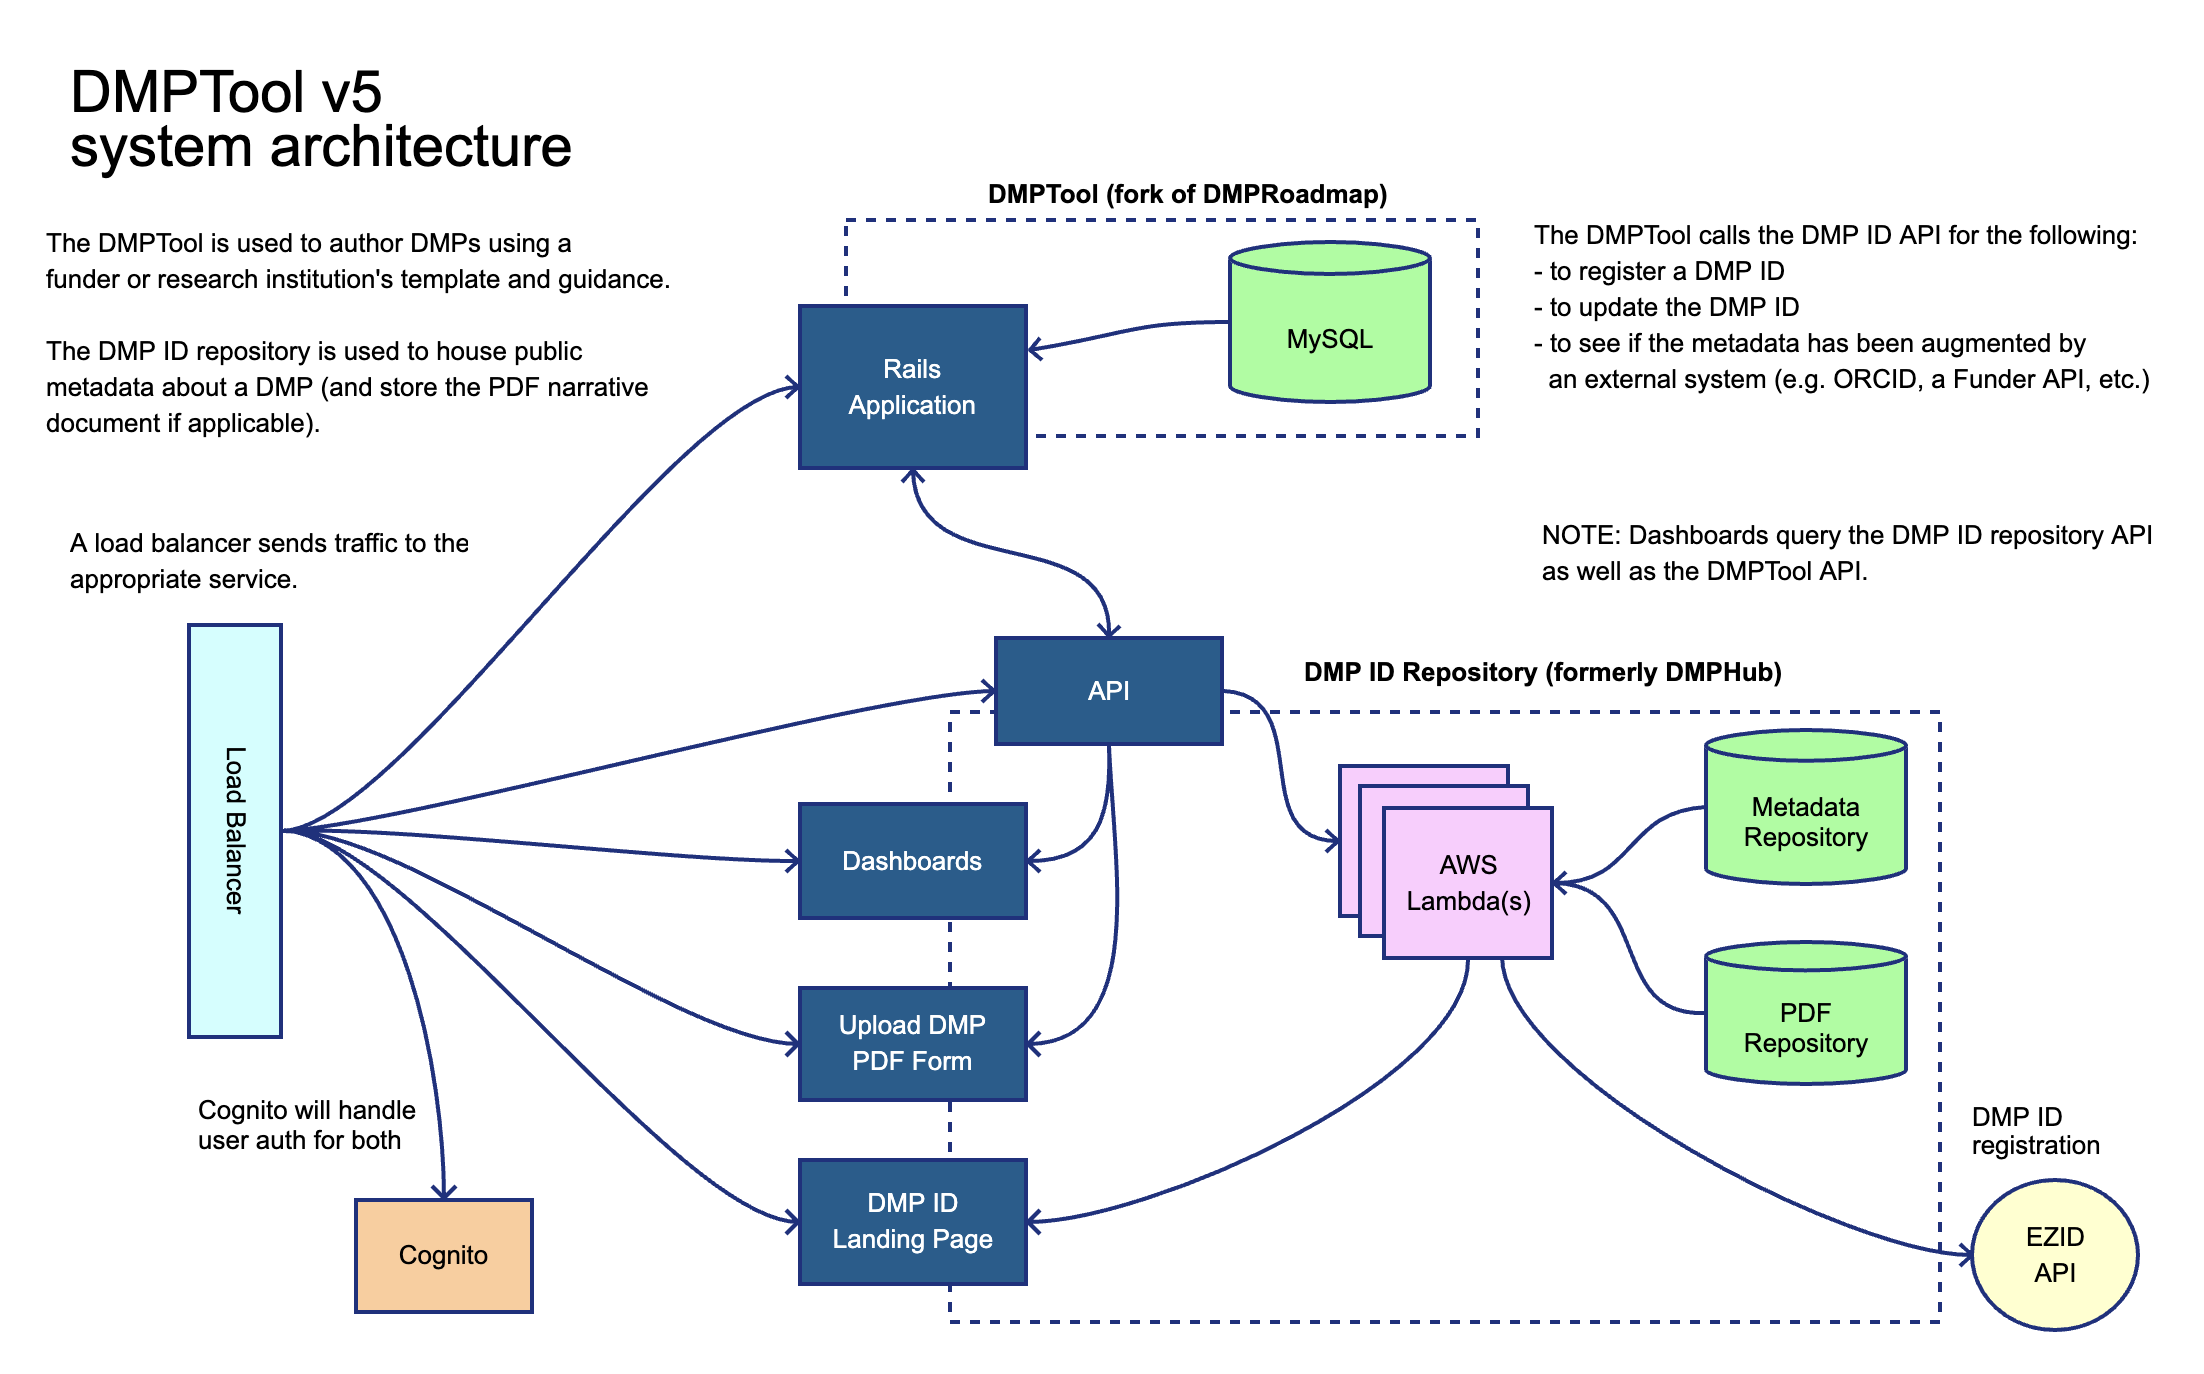 DMPTool v5
system architecture
The DMPTool is used to author DMPs using a
funder or research institution's template and guidance.
The DMP ID repository is used to house public
metadata about a DMP (and store the PDF narrative
document if applicable).
DMPTool (fork of DMPRoadmap)
MySQL
Rails
Application
The DMPTool calls the DMP ID API for the following:
- to register a DMP ID
- to update the DMP ID
- to see if the metadata has been augmented by
an external system (e.g. ORCID, a Funder API, etc.)
A load balancer sends traffic to the
appropriate service.
NOTE: Dashboards query the DMP ID repository API
as well as the DMPTool API.
Load Balancer
API
DMP ID Repository (formerly DMPHub)
Dashboards
AWS
Lambda(s)
Metadata
Repository
Upload DMP
PDF Form
PDF
Repository
Cognito will handle
user auth for both
Cognito
DMP ID
Landing Page
DMP ID
registration
EZID
API